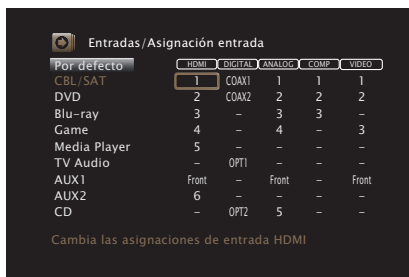 Entradas/Asignación entrada
Por defecto HDMI DIGITAL ANALOG COMP VIDEO
CBL/SAT 1 COAX1 1 1 1
DVD 2 COAX2 2 2 2
Blu-ray 3 – 3 3 –
Game 4 – 4 – 3
Media Player 5 – – – –
TV Audio – OPT1 – – –
AUX1 Front – Front – Front
AUX2 6 – – – –
CD – OPT2 5 – –
Cambia las asignaciones de entrada HDMI